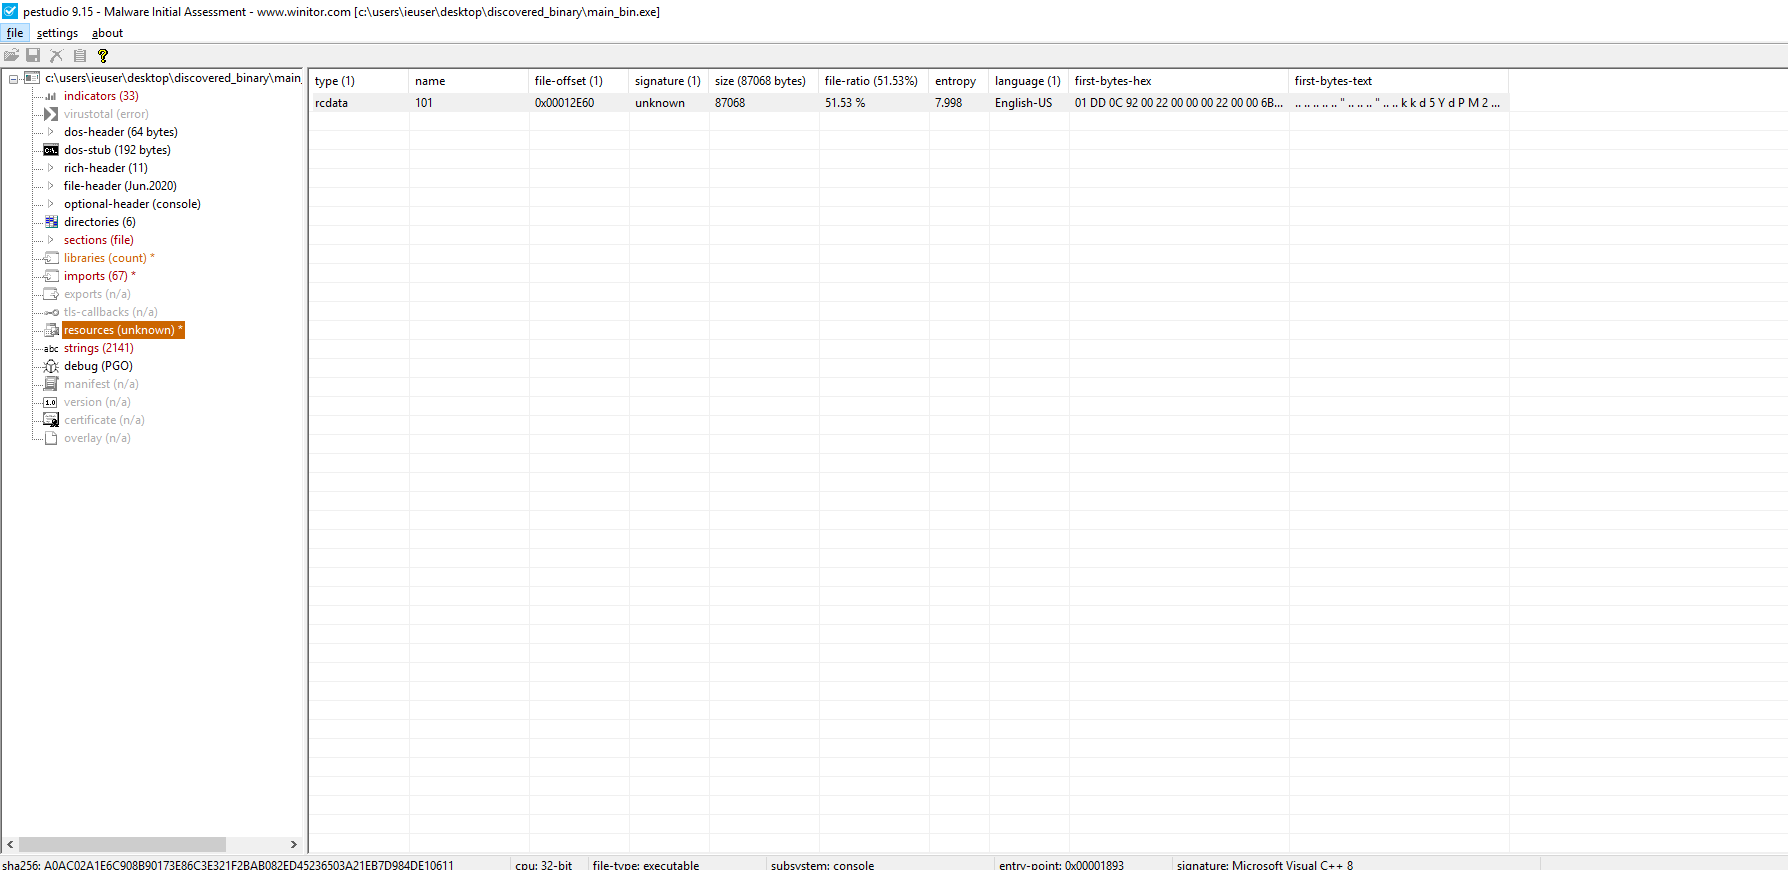 pestudio 9.15 - Malware Initial Assessment - www.winitor.com [c:\users\ieuser\desktop\discovered_binary\main_bin.exe]
file settings about
c:\users\ieuser\desktop\discovered_binary\main_
indicators (33)
virustotal (error)
dos-header (64 bytes)
dos-stub (192 bytes)
rich-header (11)
file-header (Jun.2020)
optional-header (console)
directories (6)
sections (file)
libraries (count) *
imports (67) *
exports (n/a)
tls-callbacks (n/a)
resources (unknown) *
abc strings (2141)
debug (PGO)
manifest (n/a)
1.0 version (n/a)
certificate (n/a)
overlay (n/a)
type (1) name file-offset (1) signature (1) size (87068 bytes) file-ratio (51.53%) entropy language (1) first-bytes-hex first-bytes-text
rcdata 101 0x00012E60 unknown 87068 51.53 % 7.998 English-US 01 DD 0C 92 00 22 00 00 00 22 00 00 6B... .. .. .. .. .. " .. .. .. " .. .. k k d 5 Y d P M 2 ...
sha256: A0AC02A1E6C908B90173E86C3E321F2BAB082ED45236503A21EB7D984DE10611 cpu: 32-bit file-type: executable subsystem: console entry-point: 0x00001893 signature: Microsoft Visual C++ 8